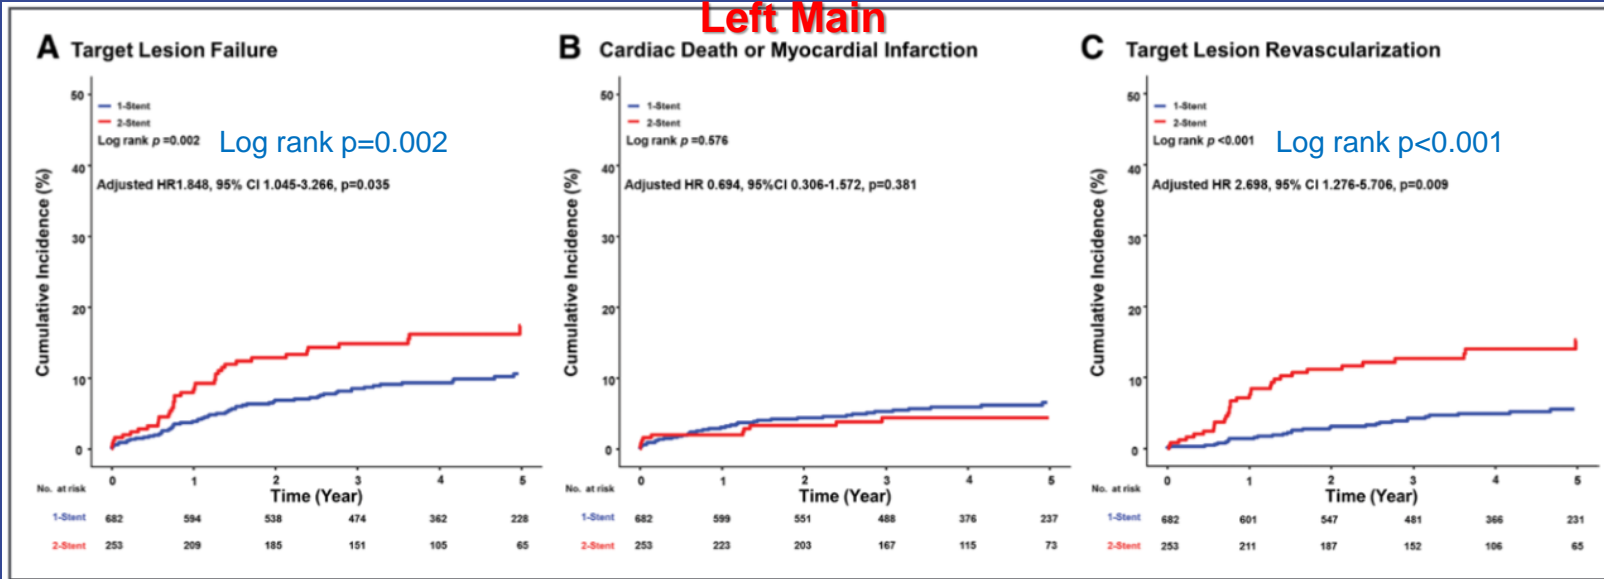 Left Main
A Target Lesion Failure
50
40
30
20
10
0
Cumulative Incidence (%)
1-Stent
2-Stent
Log rank p =0.002
Log rank p=0.002
Adjusted HR1.848, 95% CI 1.045-3.266, p=0.035
0 1 2 3 4 5
No. at risk
Time (Year)
1-Stent 682 594 538 474 362 228
2-Stent 253 209 185 151 105 65
B Cardiac Death or Myocardial Infarction
50
40
30
20
10
0
Cumulative Incidence (%)
1-Stent
2-Stent
Log rank p =0.576
Adjusted HR 0.694, 95%CI 0.306-1.572, p=0.381
0 1 2 3 4 5
No. at risk
Time (Year)
1-Stent 682 599 551 488 376 237
2-Stent 253 223 203 167 115 73
C Target Lesion Revascularization
50
40
30
20
10
0
Cumulative Incidence (%)
1-Stent
2-Stent
Log rank p <0.001
Log rank p<0.001
Adjusted HR 2.698, 95% CI 1.276-5.706, p=0.009
0 1 2 3 4 5
No. at risk
Time (Year)
1-Stent 682 601 547 481 366 231
2-Stent 253 211 187 152 106 65